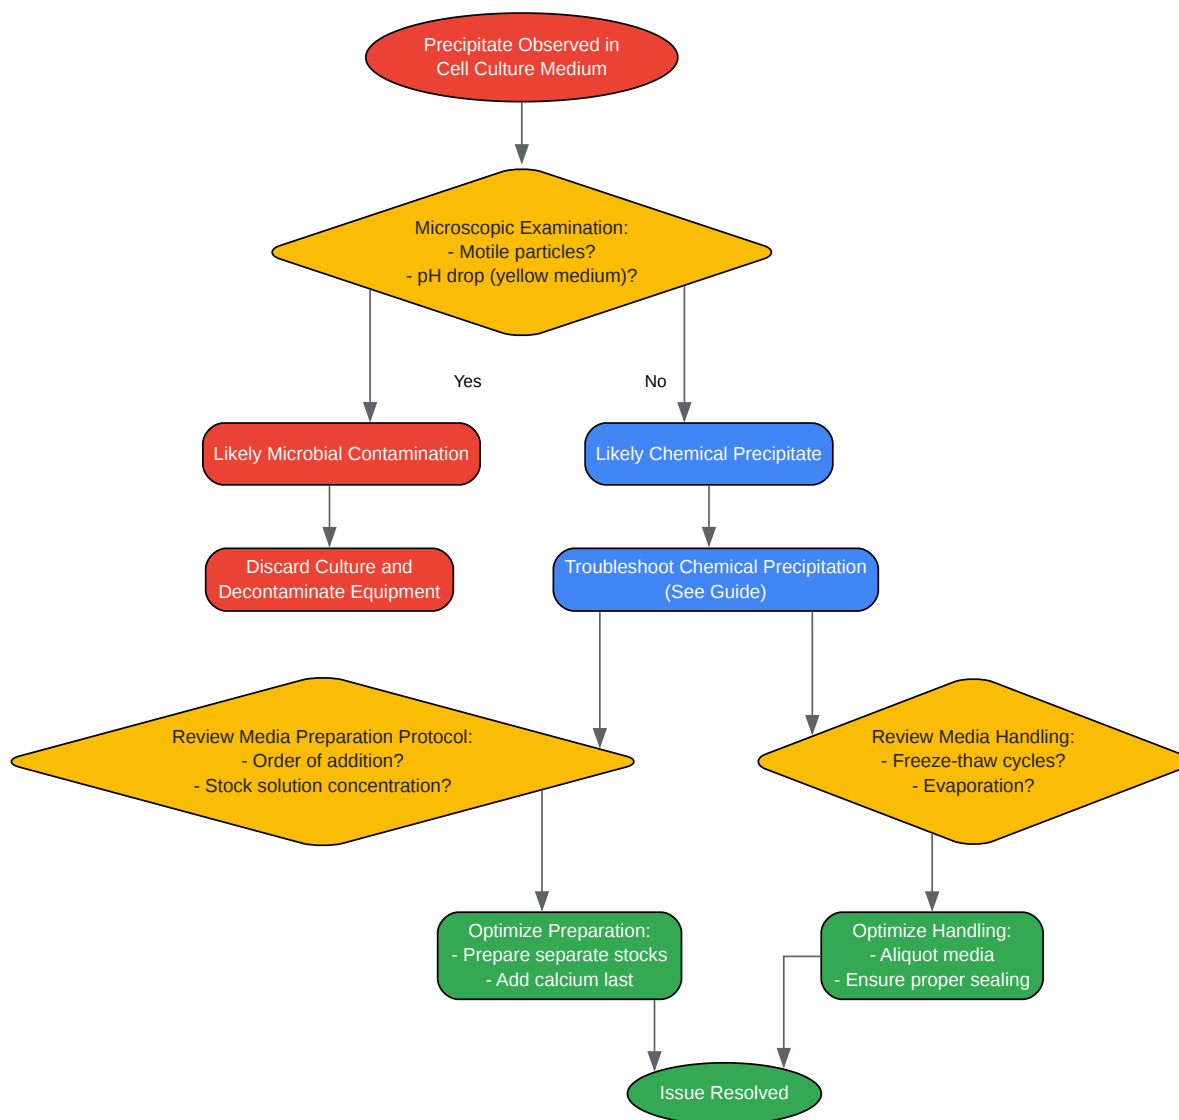 Precipitate Observed in
Cell Culture Medium
Microscopic Examination:
- Motile particles?
- pH drop (yellow medium)?
Yes
No
Likely Microbial Contamination
Likely Chemical Precipitate
Discard Culture and
Decontaminate Equipment
Troubleshoot Chemical Precipitation
(See Guide)
Review Media Preparation Protocol:
- Order of addition?
- Stock solution concentration?
Review Media Handling:
- Freeze-thaw cycles?
- Evaporation?
Optimize Preparation:
- Prepare separate stocks
- Add calcium last
Optimize Handling:
- Aliquot media
- Ensure proper sealing
Issue Resolved